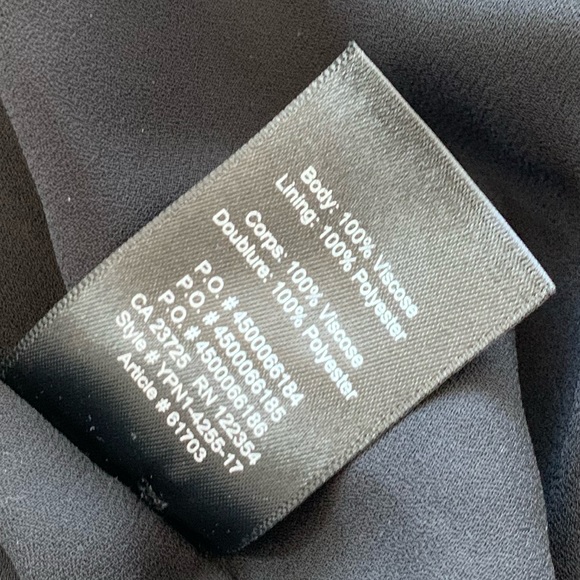 Body: 100% Viscose
Lining: 100% Polyester
Corps: 100% Viscose
Doublure: 100% Polyester
P.O. # 4500066184
P.O. # 4500066185
P.O. # 4500066186
CA 23725 RN 122354
Style # YPN1-4255-17
Article # 61703